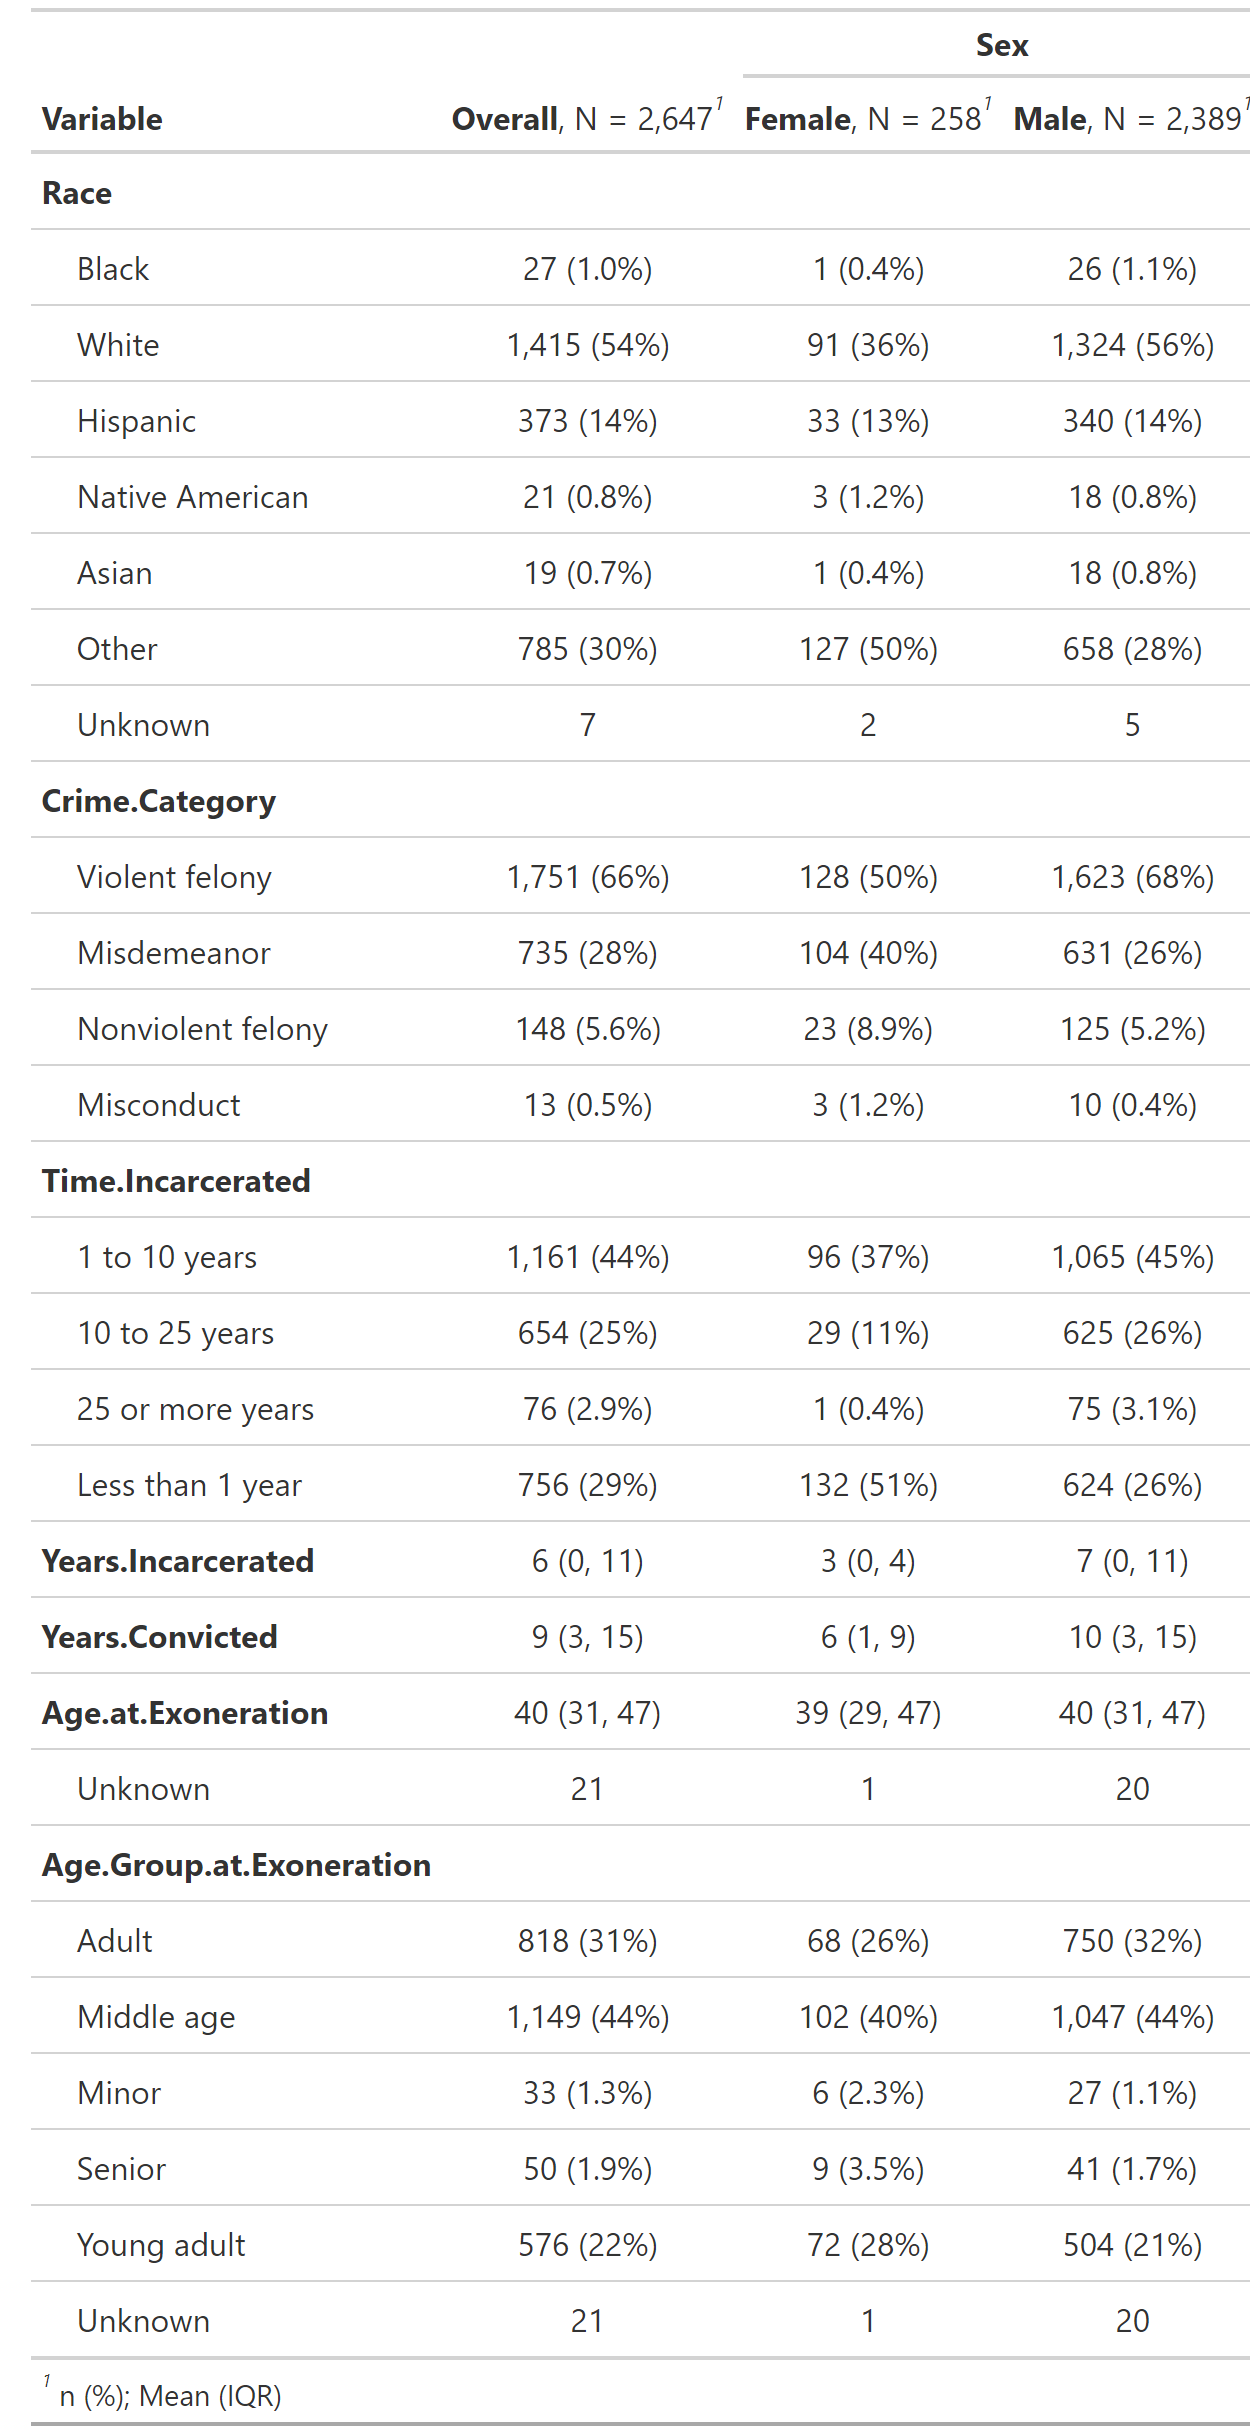 Sex
Variable Overall, N = 2,647¹ Female, N = 258¹ Male, N = 2,389¹
Race
Black 27 (1.0%) 1 (0.4%) 26 (1.1%)
White 1,415 (54%) 91 (36%) 1,324 (56%)
Hispanic 373 (14%) 33 (13%) 340 (14%)
Native American 21 (0.8%) 3 (1.2%) 18 (0.8%)
Asian 19 (0.7%) 1 (0.4%) 18 (0.8%)
Other 785 (30%) 127 (50%) 658 (28%)
Unknown 7 2 5
Crime.Category
Violent felony 1,751 (66%) 128 (50%) 1,623 (68%)
Misdemeanor 735 (28%) 104 (40%) 631 (26%)
Nonviolent felony 148 (5.6%) 23 (8.9%) 125 (5.2%)
Misconduct 13 (0.5%) 3 (1.2%) 10 (0.4%)
Time.Incarcerated
1 to 10 years 1,161 (44%) 96 (37%) 1,065 (45%)
10 to 25 years 654 (25%) 29 (11%) 625 (26%)
25 or more years 76 (2.9%) 1 (0.4%) 75 (3.1%)
Less than 1 year 756 (29%) 132 (51%) 624 (26%)
Years.Incarcerated 6 (0, 11) 3 (0, 4) 7 (0, 11)
Years.Convicted 9 (3, 15) 6 (1, 9) 10 (3, 15)
Age.at.Exoneration 40 (31, 47) 39 (29, 47) 40 (31, 47)
Unknown 21 1 20
Age.Group.at.Exoneration
Adult 818 (31%) 68 (26%) 750 (32%)
Middle age 1,149 (44%) 102 (40%) 1,047 (44%)
Minor 33 (1.3%) 6 (2.3%) 27 (1.1%)
Senior 50 (1.9%) 9 (3.5%) 41 (1.7%)
Young adult 576 (22%) 72 (28%) 504 (21%)
Unknown 21 1 20
¹ n (%); Mean (IQR)